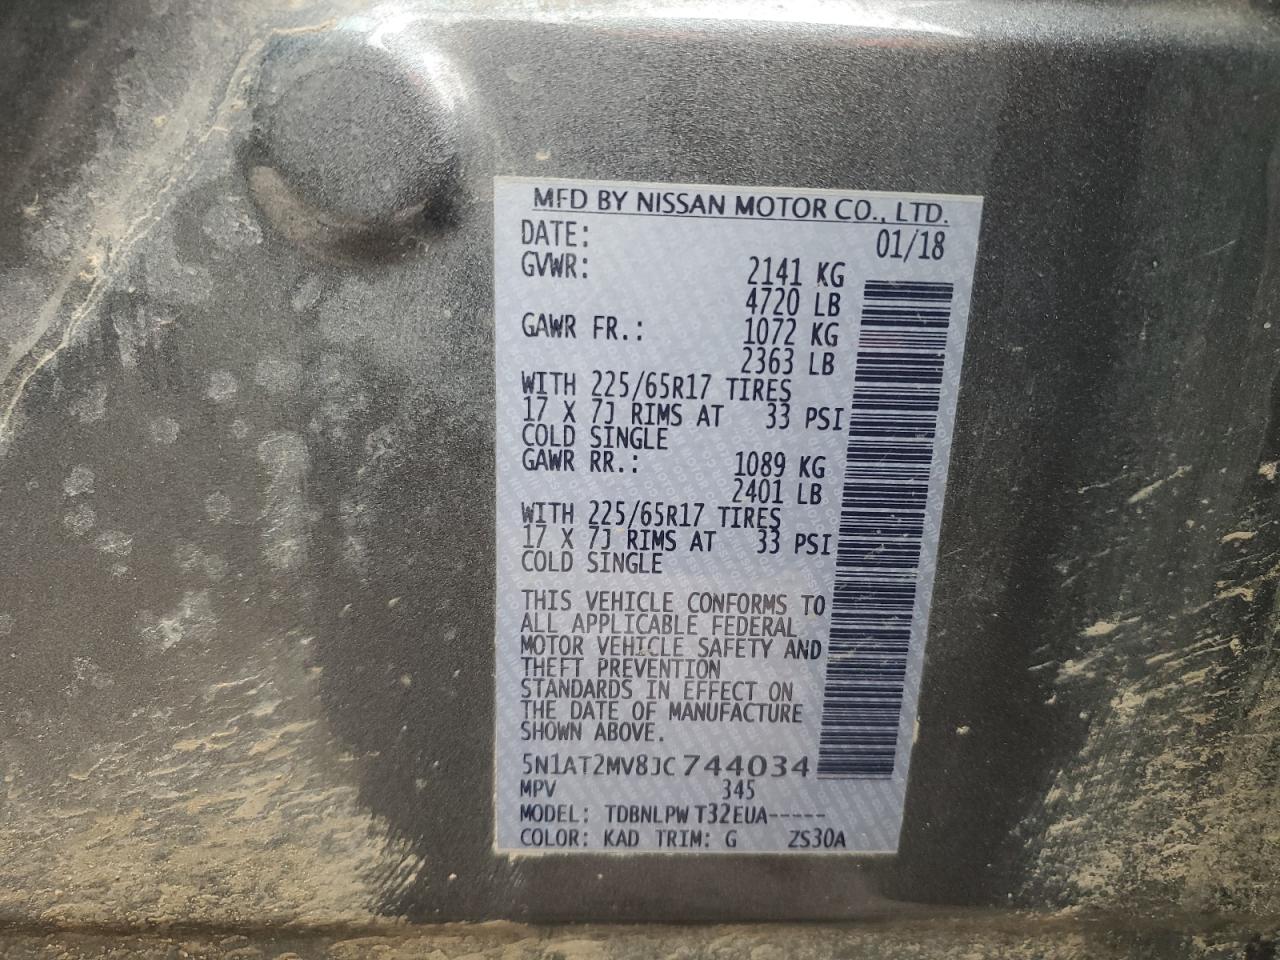 MFD BY NISSAN MOTOR CO., LTD.
DATE: 01/18
GVWR: 2141 KG
4720 LB
GAWR FR.: 1072 KG
2363 LB
WITH 225/65R17 TIRES
17 X 7J RIMS AT 33 PSI
COLD SINGLE
GAWR RR.: 1089 KG
2401 LB
WITH 225/65R17 TIRES
17 X 7J RIMS AT 33 PSI
COLD SINGLE
THIS VEHICLE CONFORMS TO
ALL APPLICABLE FEDERAL
MOTOR VEHICLE SAFETY AND
THEFT PREVENTION
STANDARDS IN EFFECT ON
THE DATE OF MANUFACTURE
SHOWN ABOVE.
5N1AT2MV8JC744034
MPV 345
MODEL: TDBNLPW T32EUA-----
COLOR: KAD TRIM: G ZS30A